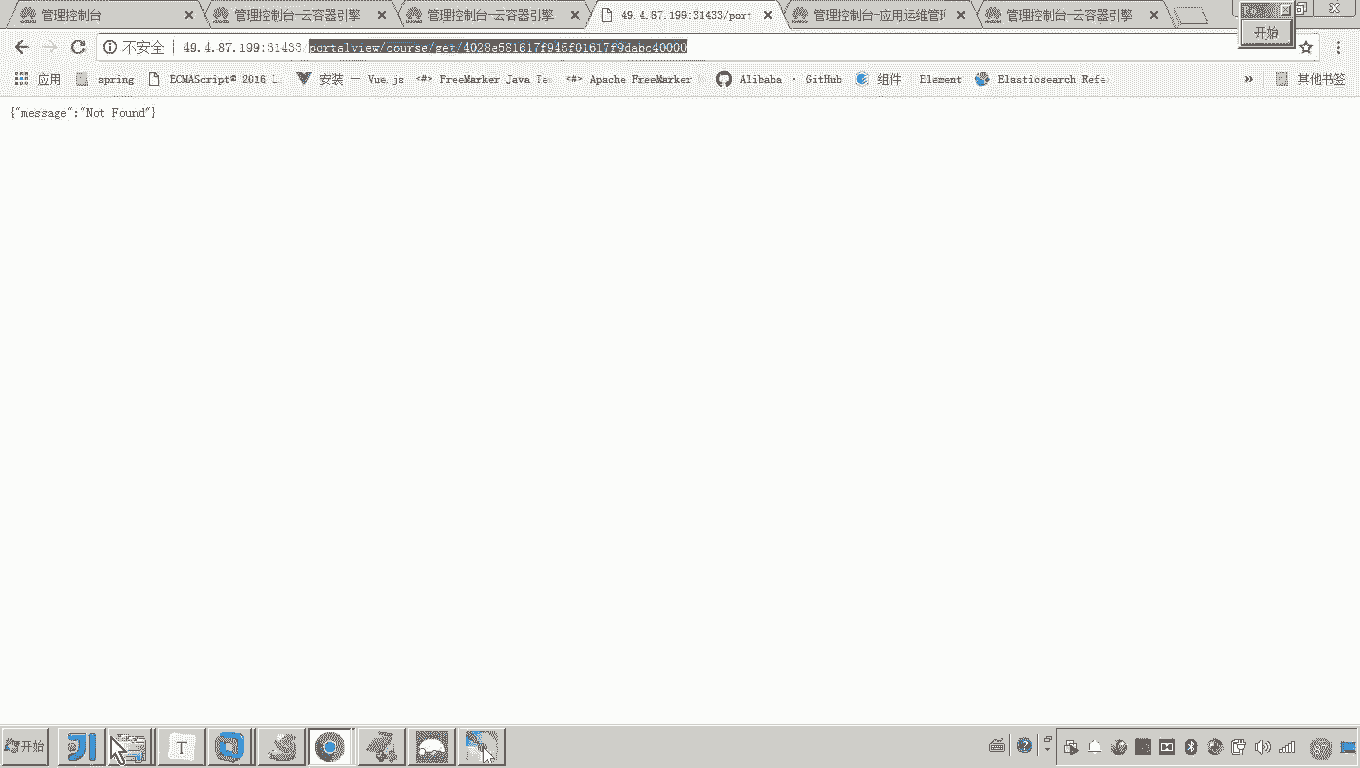 管理控制台
管理控制台-云容器引擎
管理控制台-云容器引擎
49.4.87.199:31433/port
管理控制台-应用运维管理
管理控制台-云容器引擎
开始
不安全 | 49.4.87.199:31433/portalview/course/get/4028e581617f945f01617f9dabc40000
应用 spring ECMAScript® 2016 L 安装 — Vue.js <#> FreeMarker Java Te <#> Apache FreeMarker Alibaba · GitHub 组件 Element Elasticsearch Refe » 其他书签
{"message":"Not Found"}
开始
T